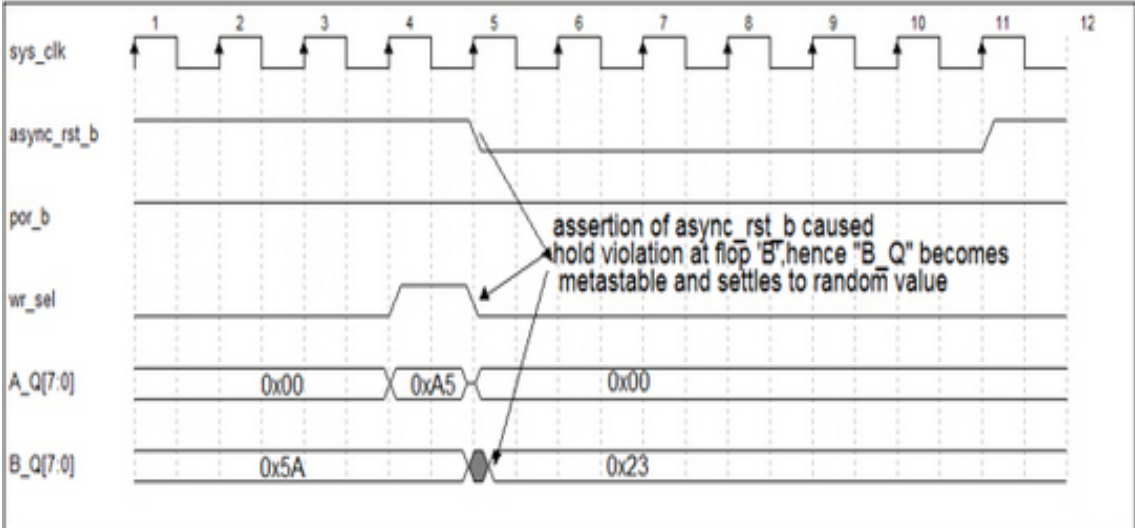 1 2 3 4 5 6 7 8 9 10 11 12
sys_clk
async_rst_b
por_b
assertion of async_rst_b caused
hold violation at flop 'B',hence "B_Q" becomes
metastable and settles to random value
wr_sel
A_Q[7:0] 0x00 0xA5 0x00
B_Q[7:0] 0x5A 0x23